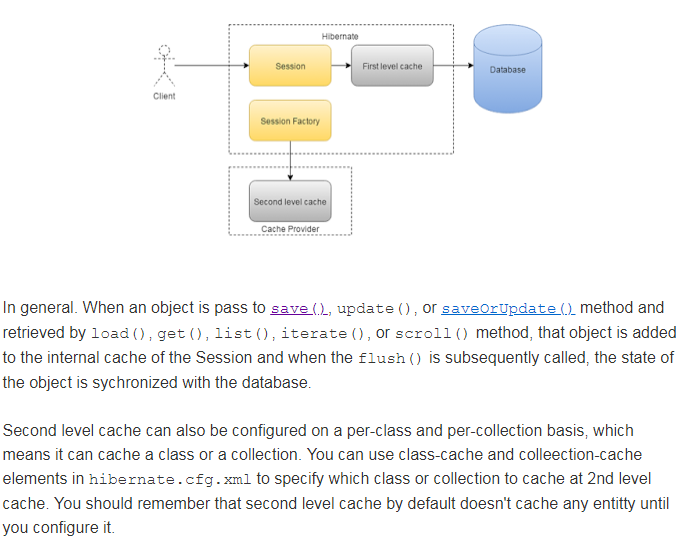 Hibernate
Session
First level cache
Database
Client
Session Factory
Second level cache
Cache Provider
In general. When an object is pass to save(), update(), or saveOrUpdate() method and
retrieved by load(), get(), list(), iterate(), or scroll() method, that object is added
to the internal cache of the Session and when the flush() is subsequently called, the state of
the object is sychronized with the database.
Second level cache can also be configured on a per-class and per-collection basis, which
means it can cache a class or a collection. You can use class-cache and colleection-cache
elements in hibernate.cfg.xml to specify which class or collection to cache at 2nd level
cache. You should remember that second level cache by default doesn't cache any entitty until
you configure it.